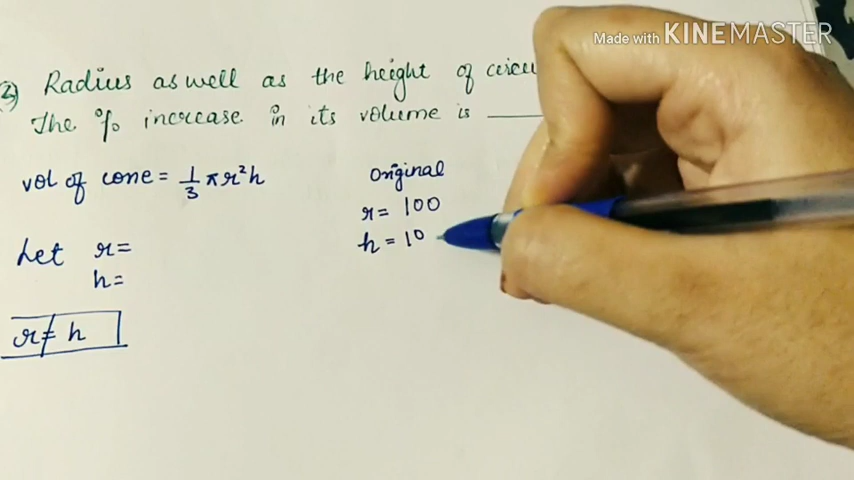 Made with KINEMASTER
2) Radius as well as the height of
The % increase in its volume is ____
vol of cone = 1/3 πr²h
Original
r = 100
h = 10
Let r =
h =
r ≠ h